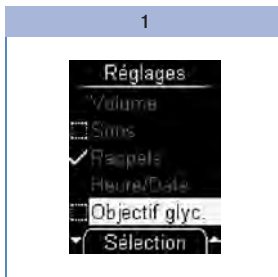 1
Réglages
Volume
Sons
Rappels
Heure/Date
Objectif glyc.
Sélection